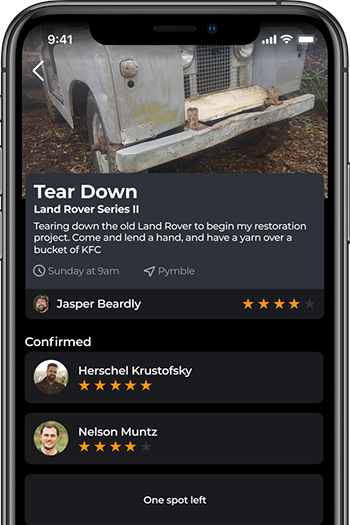 9:41
Tear Down
Land Rover Series II
Tearing down the old Land Rover to begin my restoration
project. Come and lend a hand, and have a yarn over a
bucket of KFC
Sunday at 9am
Pymble
Jasper Beardly
Confirmed
Herschel Krustofsky
Nelson Muntz
One spot left